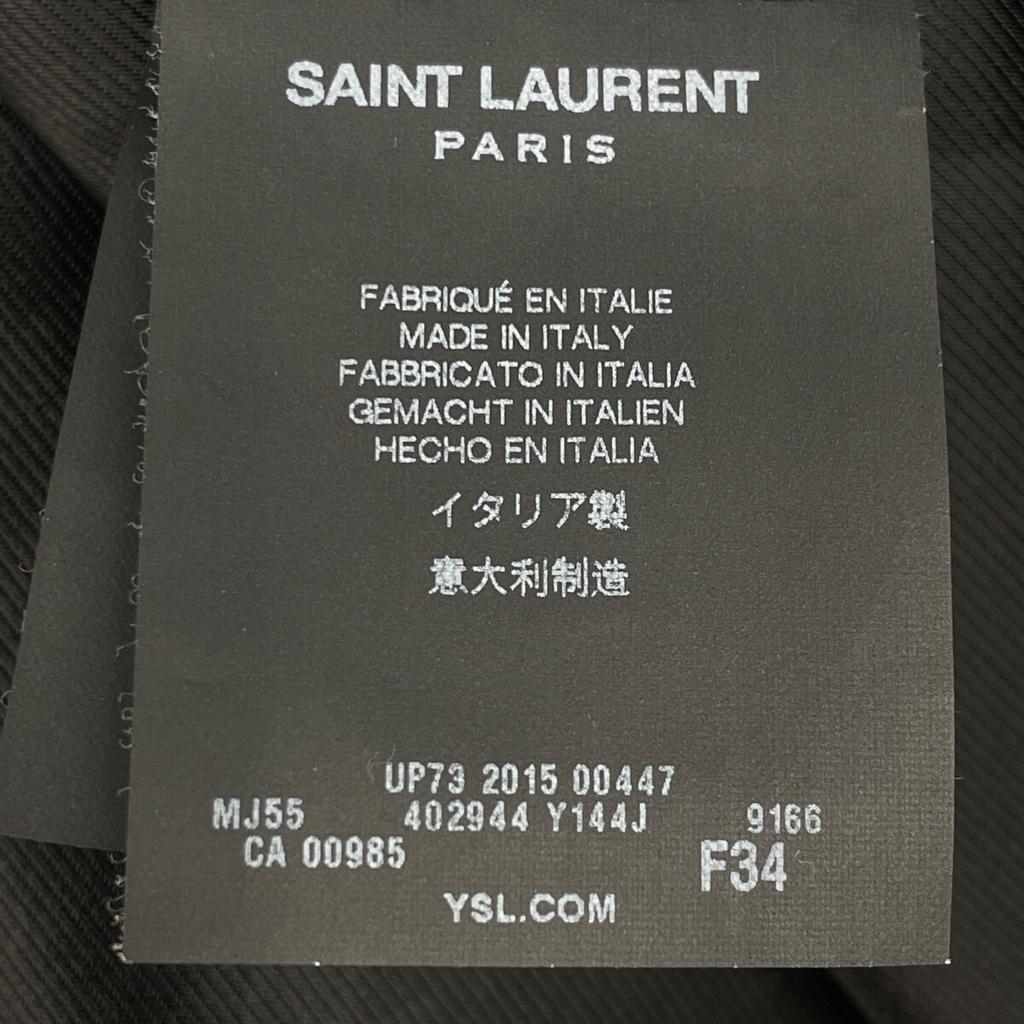 SAINT LAURENT
PARIS
FABRIQUÉ EN ITALIE
MADE IN ITALY
FABBRICATO IN ITALIA
GEMACHT IN ITALIEN
HECHO EN ITALIA
イタリア製
意大利制造
UP73 2015 00447
MJ55 402944 Y144J 9166
CA 00985 F34
YSL.COM